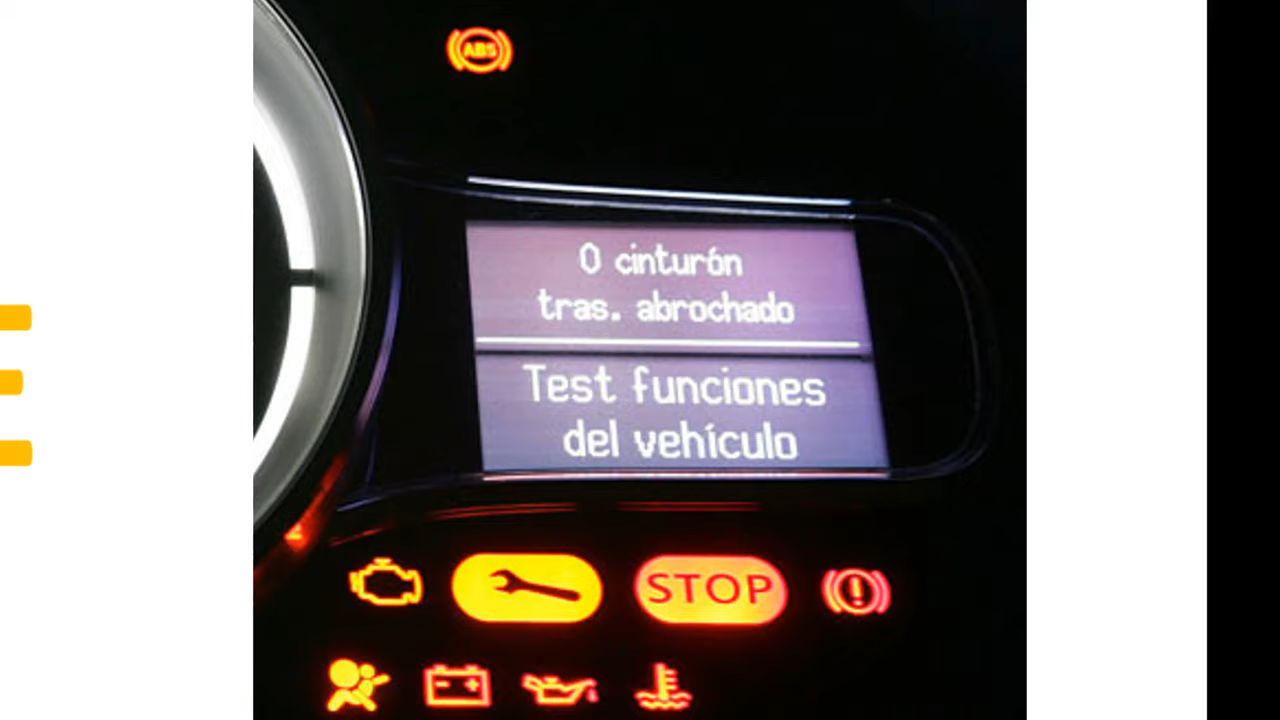 ABS
0 cinturón
tras. abrochado
Test funciones
del vehículo
STOP